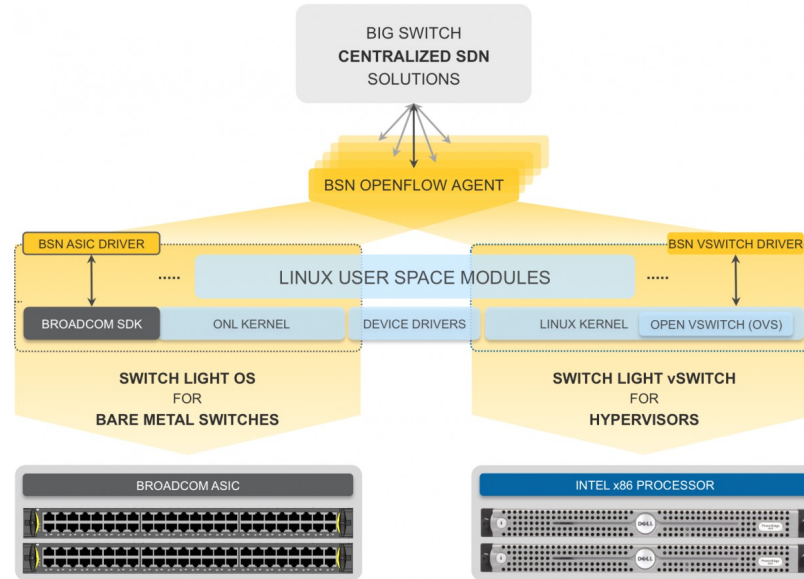 BIG SWITCH
CENTRALIZED SDN
SOLUTIONS
BSN OPENFLOW AGENT
BSN ASIC DRIVER
BSN VSWITCH DRIVER
..... LINUX USER SPACE MODULES .....
BROADCOM SDK
ONL KERNEL
DEVICE DRIVERS
LINUX KERNEL
OPEN VSWITCH (OVS)
SWITCH LIGHT OS
FOR
BARE METAL SWITCHES
SWITCH LIGHT vSWITCH
FOR
HYPERVISORS
BROADCOM ASIC
INTEL x86 PROCESSOR
DELL
DELL